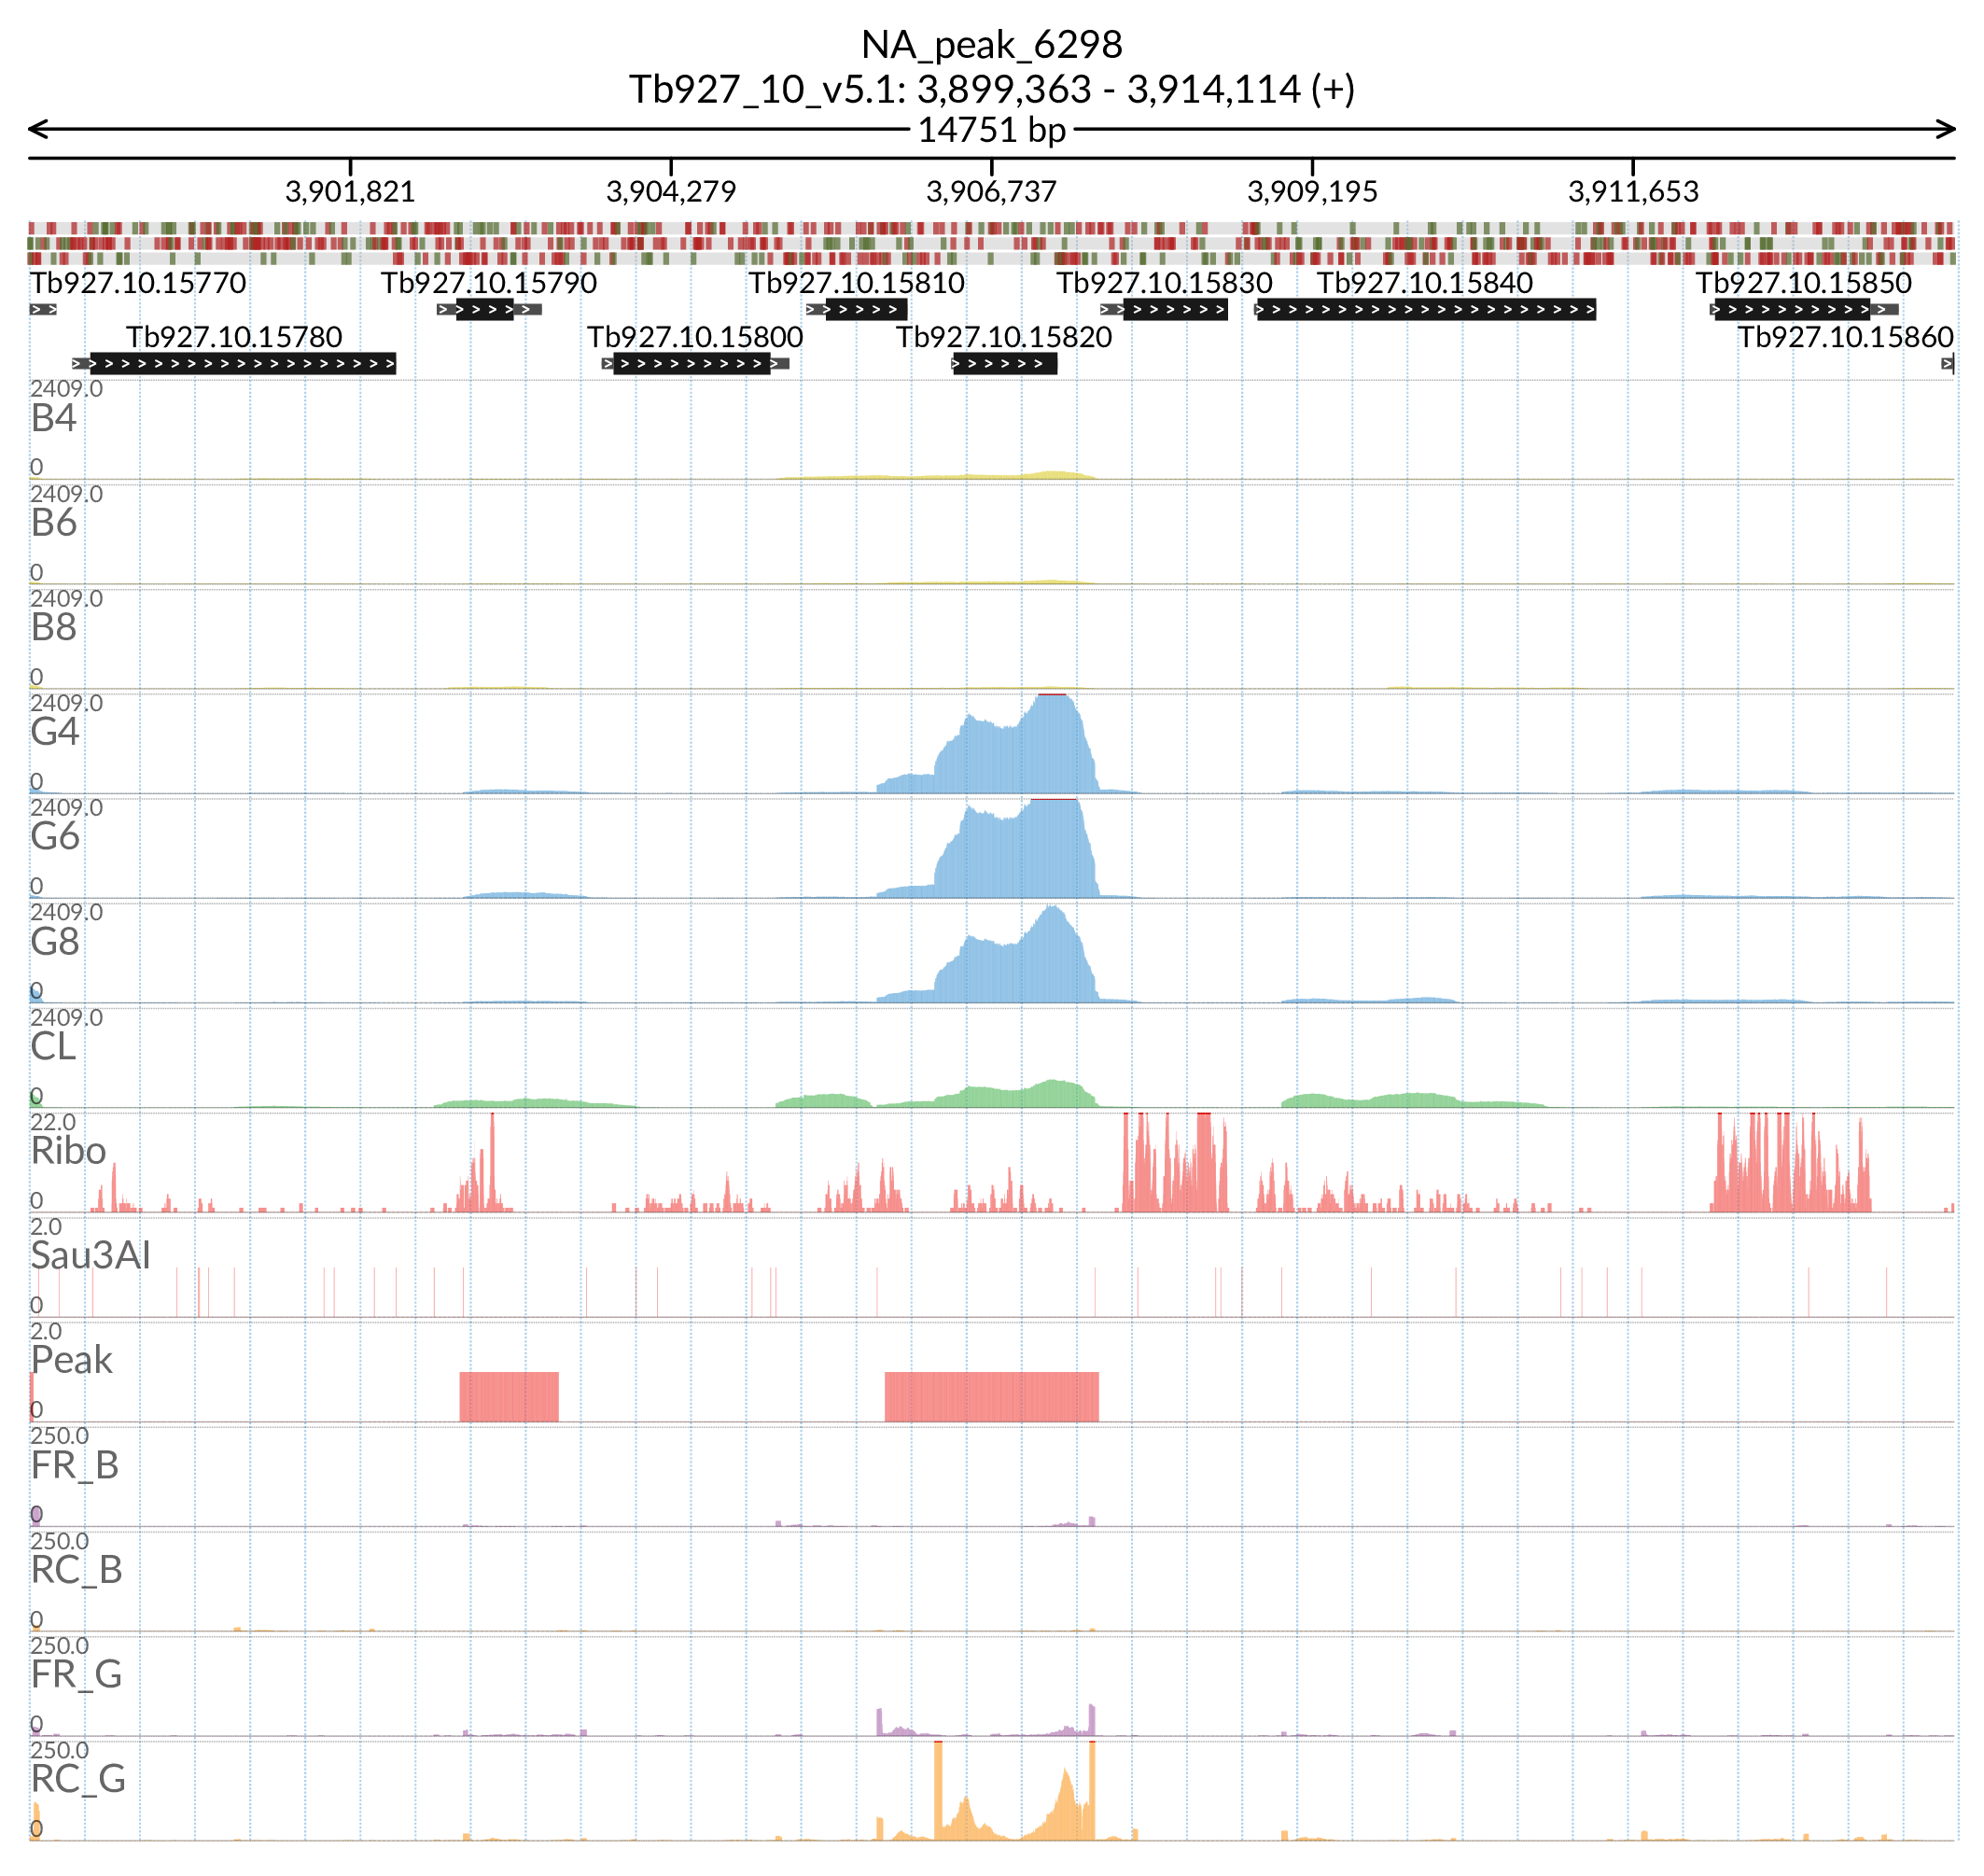 NA_peak_6298
Tb927_10_v5.1: 3,899,363 - 3,914,114 (+)
14751 bp
3,901,821 3,904,279 3,906,737 3,909,195 3,911,653
Tb927.10.15770 Tb927.10.15790 Tb927.10.15810 Tb927.10.15830 Tb927.10.15840 Tb927.10.15850
Tb927.10.15780 Tb927.10.15800 Tb927.10.15820 Tb927.10.15860
2409.0
B4
0
2409.0
B6
0
2409.0
B8
0
2409.0
G4
0
2409.0
G6
0
2409.0
G8
0
2409.0
CL
0
22.0
Ribo
0
2.0
Sau3AI
0
2.0
Peak
0
250.0
FR_B
0
250.0
RC_B
0
250.0
FR_G
0
250.0
RC_G
0